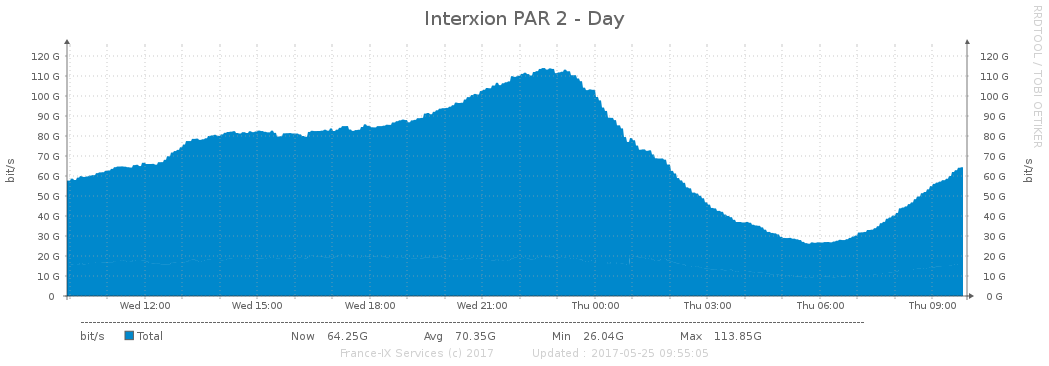 Interxion PAR 2 - Day
RRDTOOL / TOBI OETIKER
bit/s
120 G 120 G
110 G 110 G
100 G 100 G
90 G 90 G
80 G 80 G
70 G 70 G
60 G 60 G
50 G 50 G
40 G 40 G
30 G 30 G
20 G 20 G
10 G 10 G
0 0 G
bit/s
Wed 12:00 Wed 15:00 Wed 18:00 Wed 21:00 Thu 00:00 Thu 03:00 Thu 06:00 Thu 09:00
bit/s Total Now 64.25G Avg 70.35G Min 26.04G Max 113.85G
France-IX Services (c) 2017 Updated : 2017-05-25 09:55:05